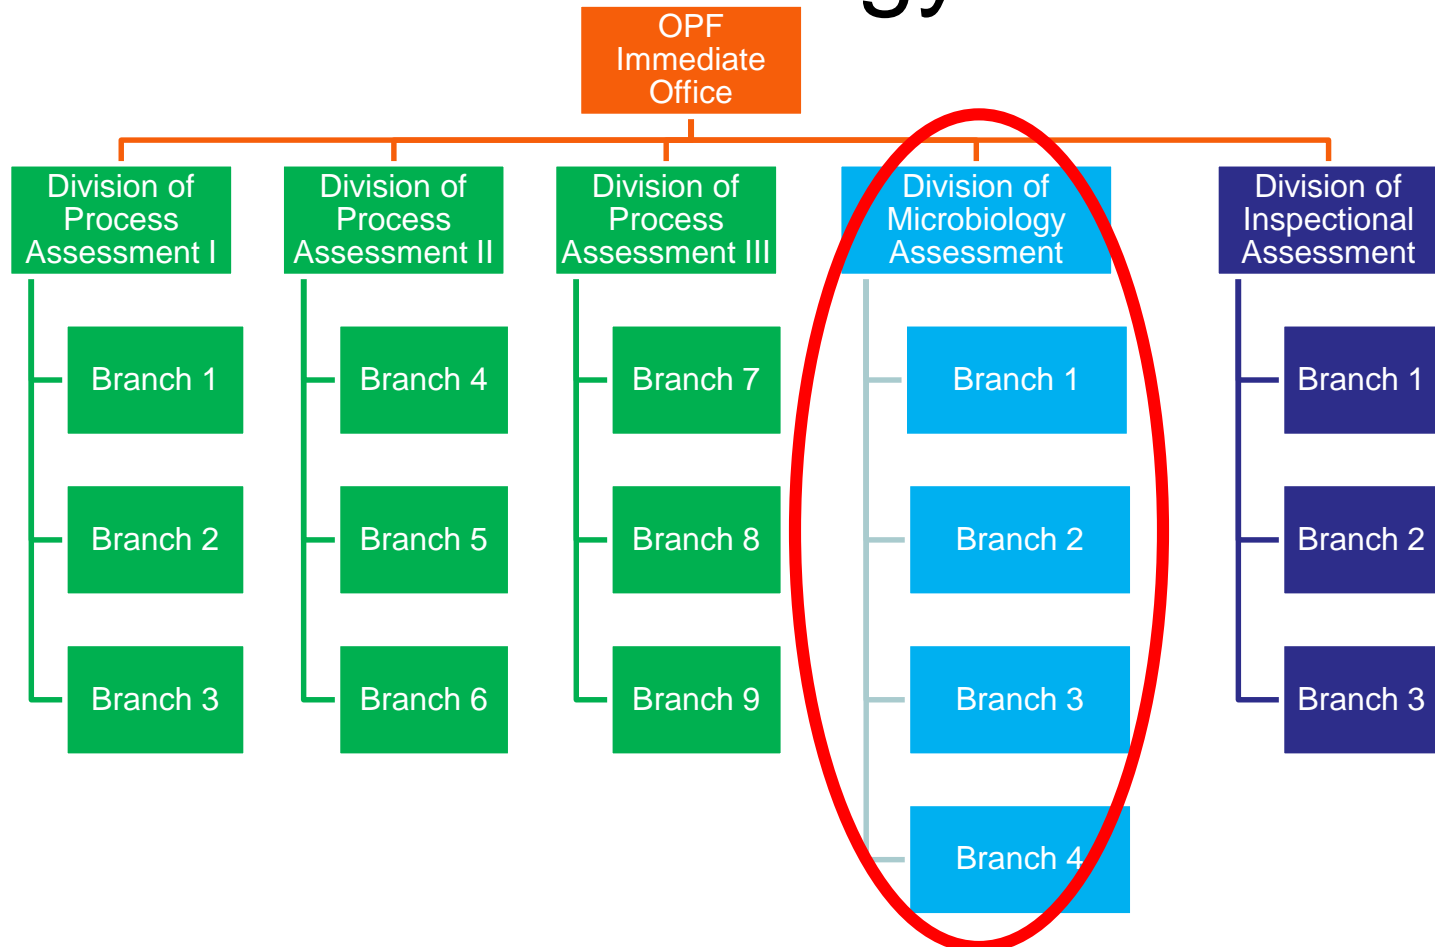 OPF
Immediate
Office
Division of
Process
Assessment I
Division of
Process
Assessment II
Division of
Process
Assessment III
Division of
Microbiology
Assessment
Division of
Inspectional
Assessment
Branch 1
Branch 4
Branch 7
Branch 1
Branch 1
Branch 2
Branch 5
Branch 8
Branch 2
Branch 2
Branch 3
Branch 6
Branch 9
Branch 3
Branch 3
Branch 4